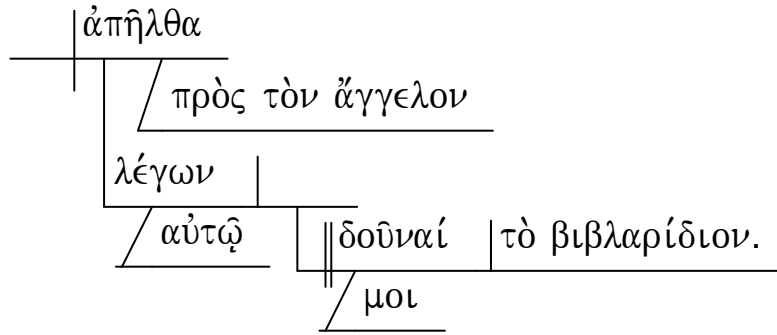 ἀπῆλθα
πρὸς τὸν ἄγγελον
λέγων
αὐτῷ δοῦναί τὸ βιβλαρίδιον.
μοι